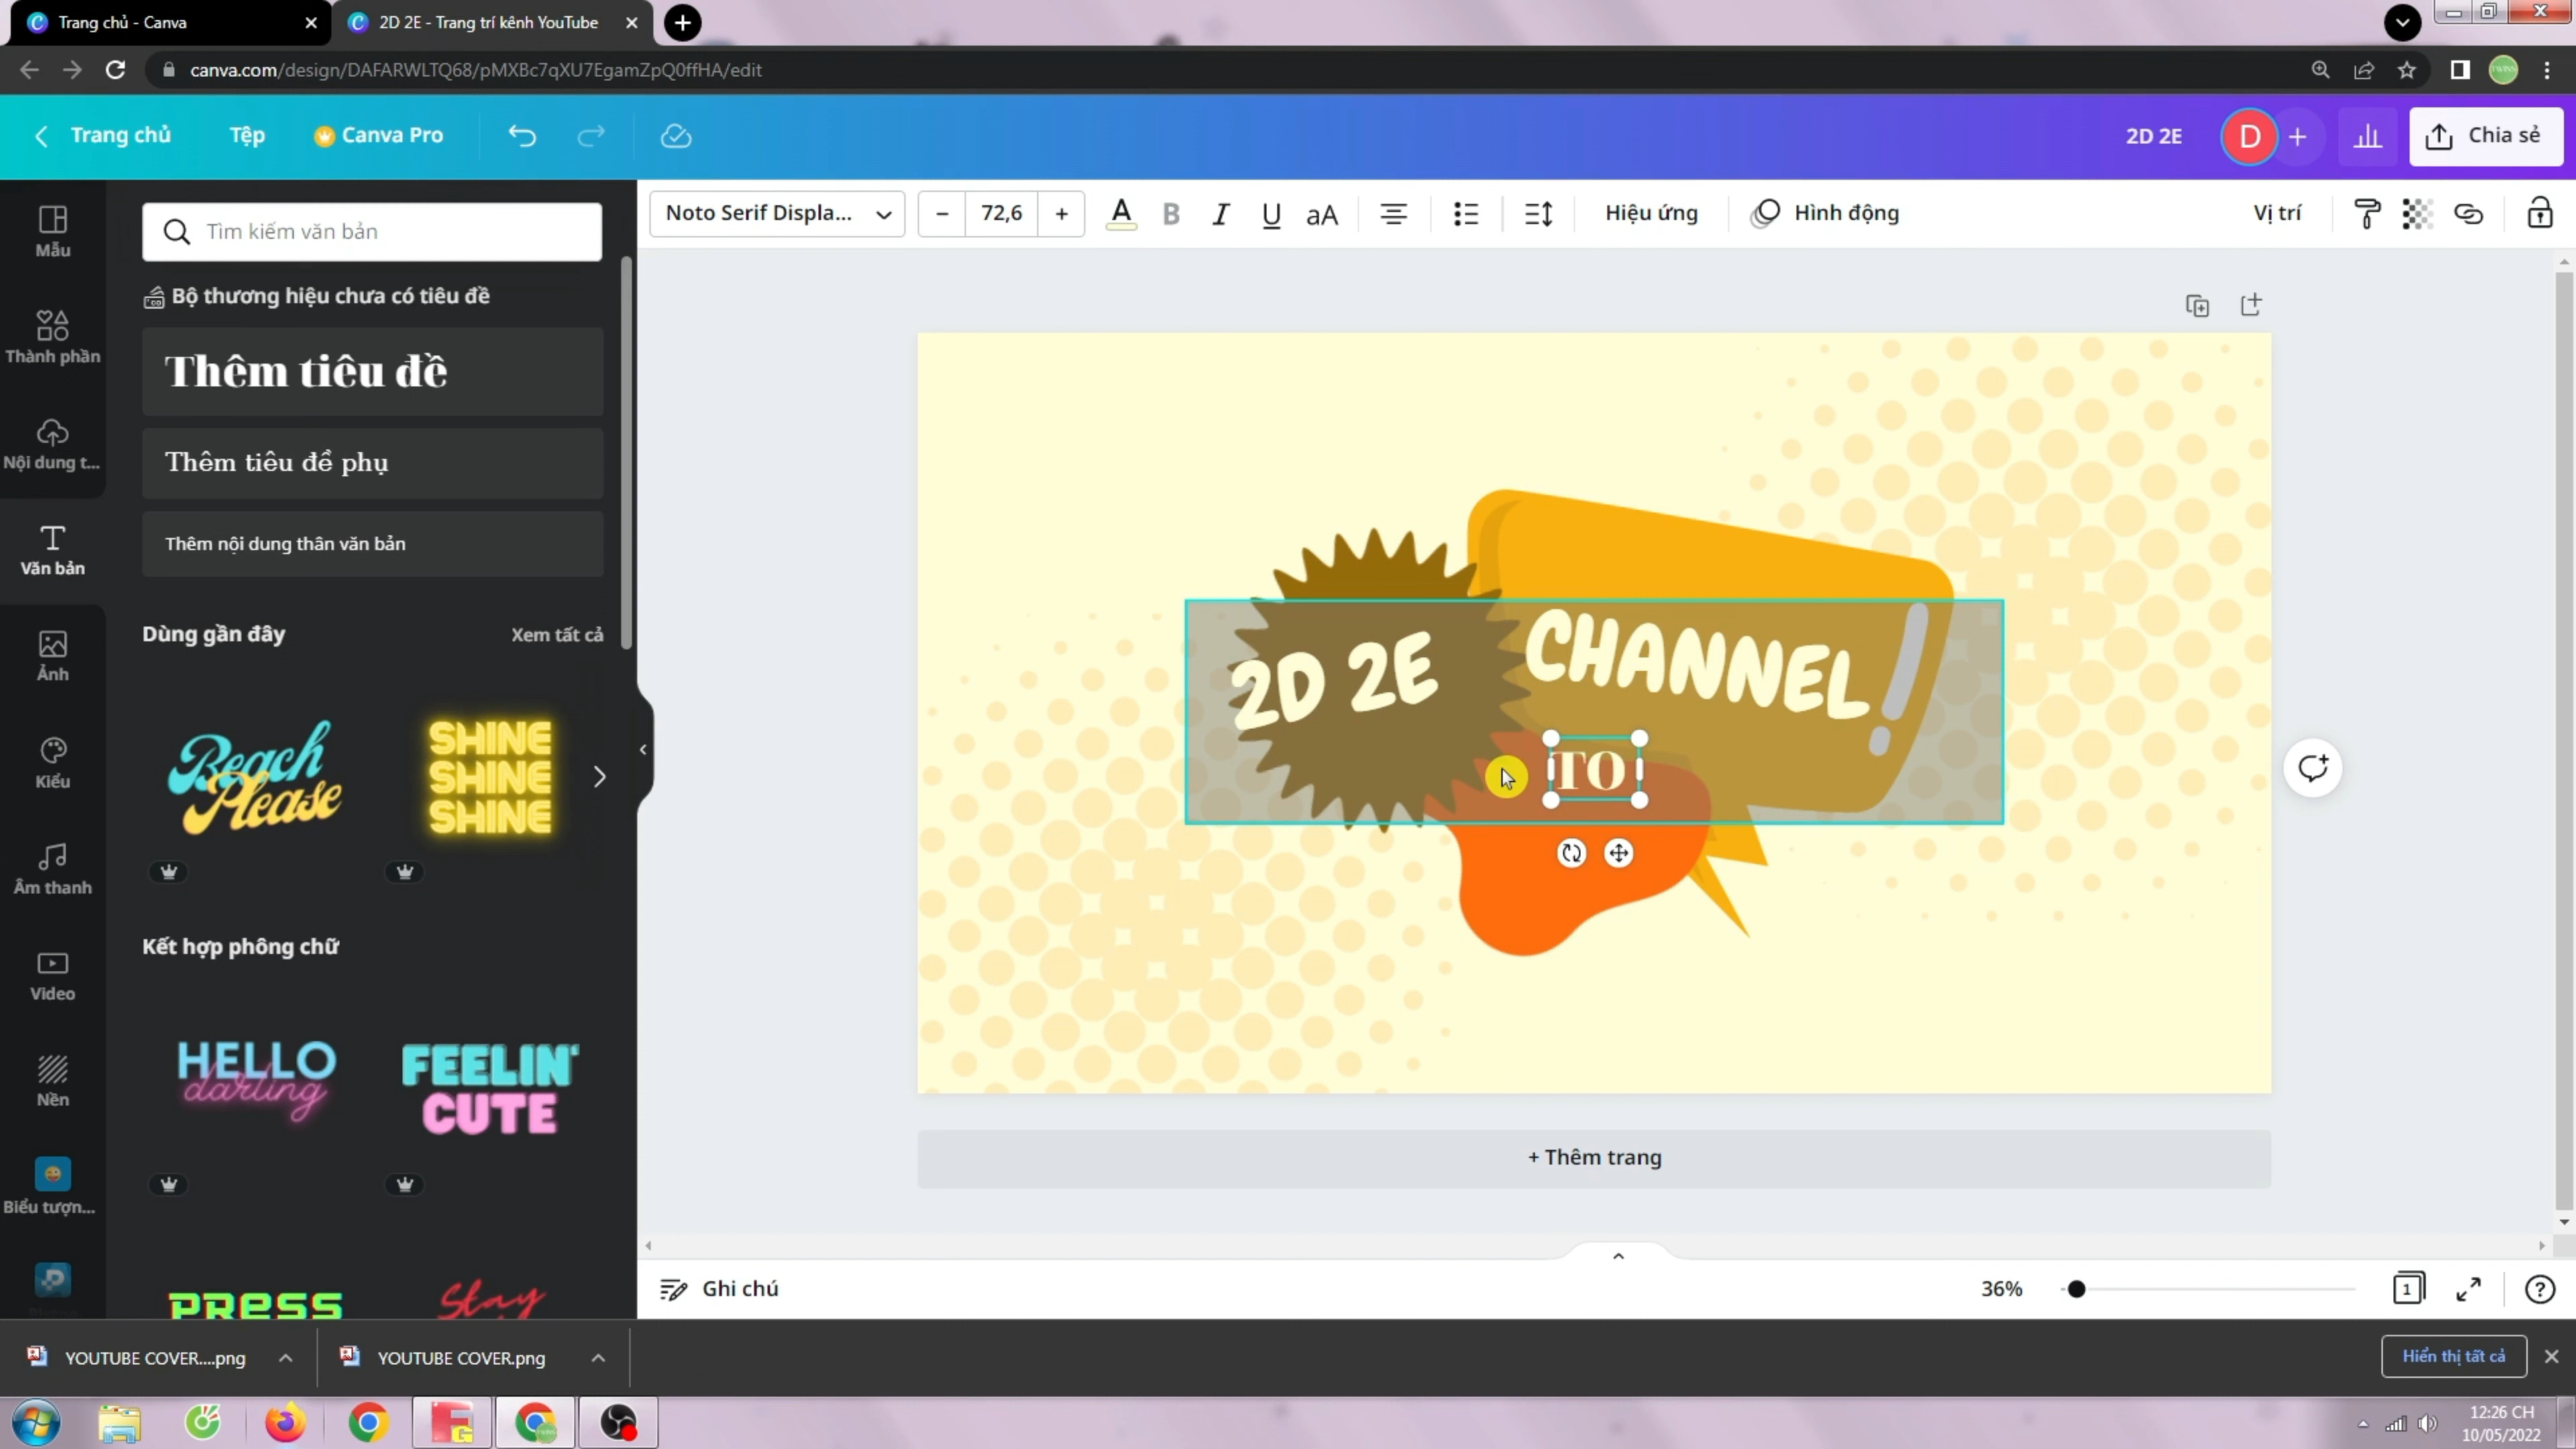 Trang chủ - Canva
2D 2E - Trang trí kênh YouTube
canva.com/design/DAFARWLTQ68/pMXBc7qXU7EgamZpQ0ffHA/edit
Trang chủ
Tệp
Canva Pro
2D 2E
D
Chia sẻ
Mẫu
Thành phần
Nội dung t...
Văn bản
Ảnh
Kiểu
Âm thanh
Video
Nền
Biểu tượn...
Tìm kiếm văn bản
Bộ thương hiệu chưa có tiêu đề
Thêm tiêu đề
Thêm tiêu đề phụ
Thêm nội dung thân văn bản
Dùng gần đây
Xem tất cả
Beach
Please
SHINE
SHINE
SHINE
Kết hợp phông chữ
HELLO
darling
FEELIN'
CUTE
PRESS
Stay
Noto Serif Displa...
- 72,6 +
A B I U aA
Hiệu ứng
Hình động
Vị trí
2D 2E
CHANNEL!
TO
+ Thêm trang
Ghi chú
36%
1
?
YOUTUBE COVER....png
YOUTUBE COVER.png
Hiển thị tất cả
12:26 CH
10/05/2022